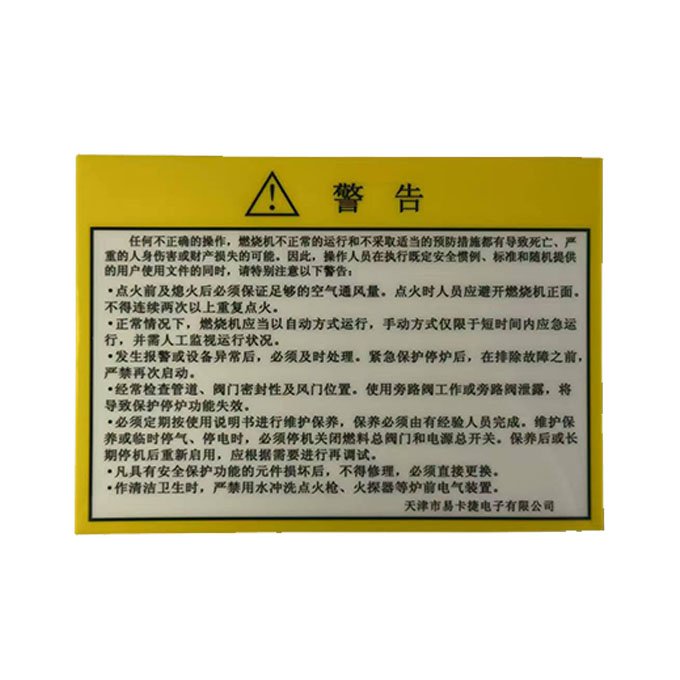 警告
任何不正确的操作，燃烧机不正常的运行和不采取适当的预防措施都有导致死亡、严
重的人身伤害或财产损失的可能。因此，操作人员在执行既定安全惯例、标准和随机提供
的用户使用文件的同时，请特别注意以下警告：
•点火前及熄火后必须保证足够的空气通风量。点火时人员应避开燃烧机正面。
不得连续两次以上重复点火。
•正常情况下，燃烧机应当以自动方式运行，手动方式仅限于短时间内应急运
行，并需人工监视运行状况。
•发生报警或设备异常后，必须及时处理。紧急保护停炉后，在排除故障之前，
严禁再次启动。
•经常检查管道、阀门密封性及风门位置。使用旁路阀工作或旁路阀泄露，将
导致保护停炉功能失效。
•必须定期按使用说明书进行维护保养，保养必须由有经验人员完成。维护保
养或临时停气、停电时，必须停机关闭燃料总阀门和电源总开关。保养后或长
期停机后重新启用，应根据需要进行再调试。
•凡具有安全保护功能的元件损坏后，不得修理，必须直接更换。
•作清洁卫生时，严禁用水冲洗点火枪、火探器等炉前电气装置。
天津市易卡捷电子有限公司